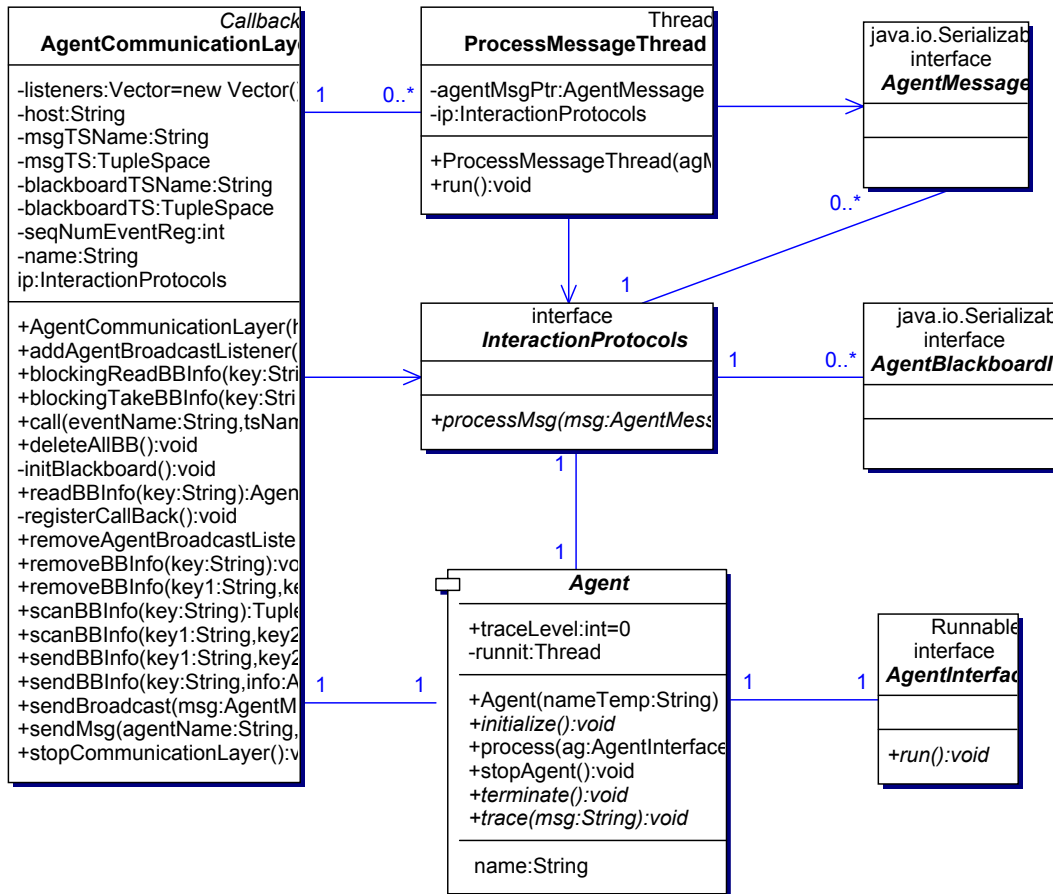 Callback
AgentCommunicationLaye
-listeners:Vector=new Vector()
-host:String
-msgTSName:String
-msgTS:TupleSpace
-blackboardTSName:String
-blackboardTS:TupleSpace
-seqNumEventReg:int
-name:String
ip:InteractionProtocols
+AgentCommunicationLayer(h
+addAgentBroadcastListener(
+blockingReadBBInfo(key:Stri
+blockingTakeBBInfo(key:Stri
+call(eventName:String,tsNam
+deleteAllBB():void
-initBlackboard():void
+readBBInfo(key:String):Agen
-registerCallBack():void
+removeAgentBroadcastListe
+removeBBInfo(key:String):vo
+removeBBInfo(key1:String,ke
+scanBBInfo(key:String):Tuple
+scanBBInfo(key1:String,key2
+sendBBInfo(key1:String,key2
+sendBBInfo(key:String,info:A
+sendBroadcast(msg:AgentM
+sendMsg(agentName:String,
+stopCommunicationLayer():v
1
0..*
Thread
ProcessMessageThread
-agentMsgPtr:AgentMessage
-ip:InteractionProtocols
+ProcessMessageThread(agM
+run():void
java.io.Serializab
interface
AgentMessage
0..*
1
interface
InteractionProtocols
+processMsg(msg:AgentMess
1
0..*
java.io.Serializab
interface
AgentBlackboardI
1
1
Agent
+traceLevel:int=0
-runnit:Thread
+Agent(nameTemp:String)
+initialize():void
+process(ag:AgentInterface
+stopAgent():void
+terminate():void
+trace(msg:String):void
name:String
1
1
1
1
Runnable
interface
AgentInterfac
+run():void